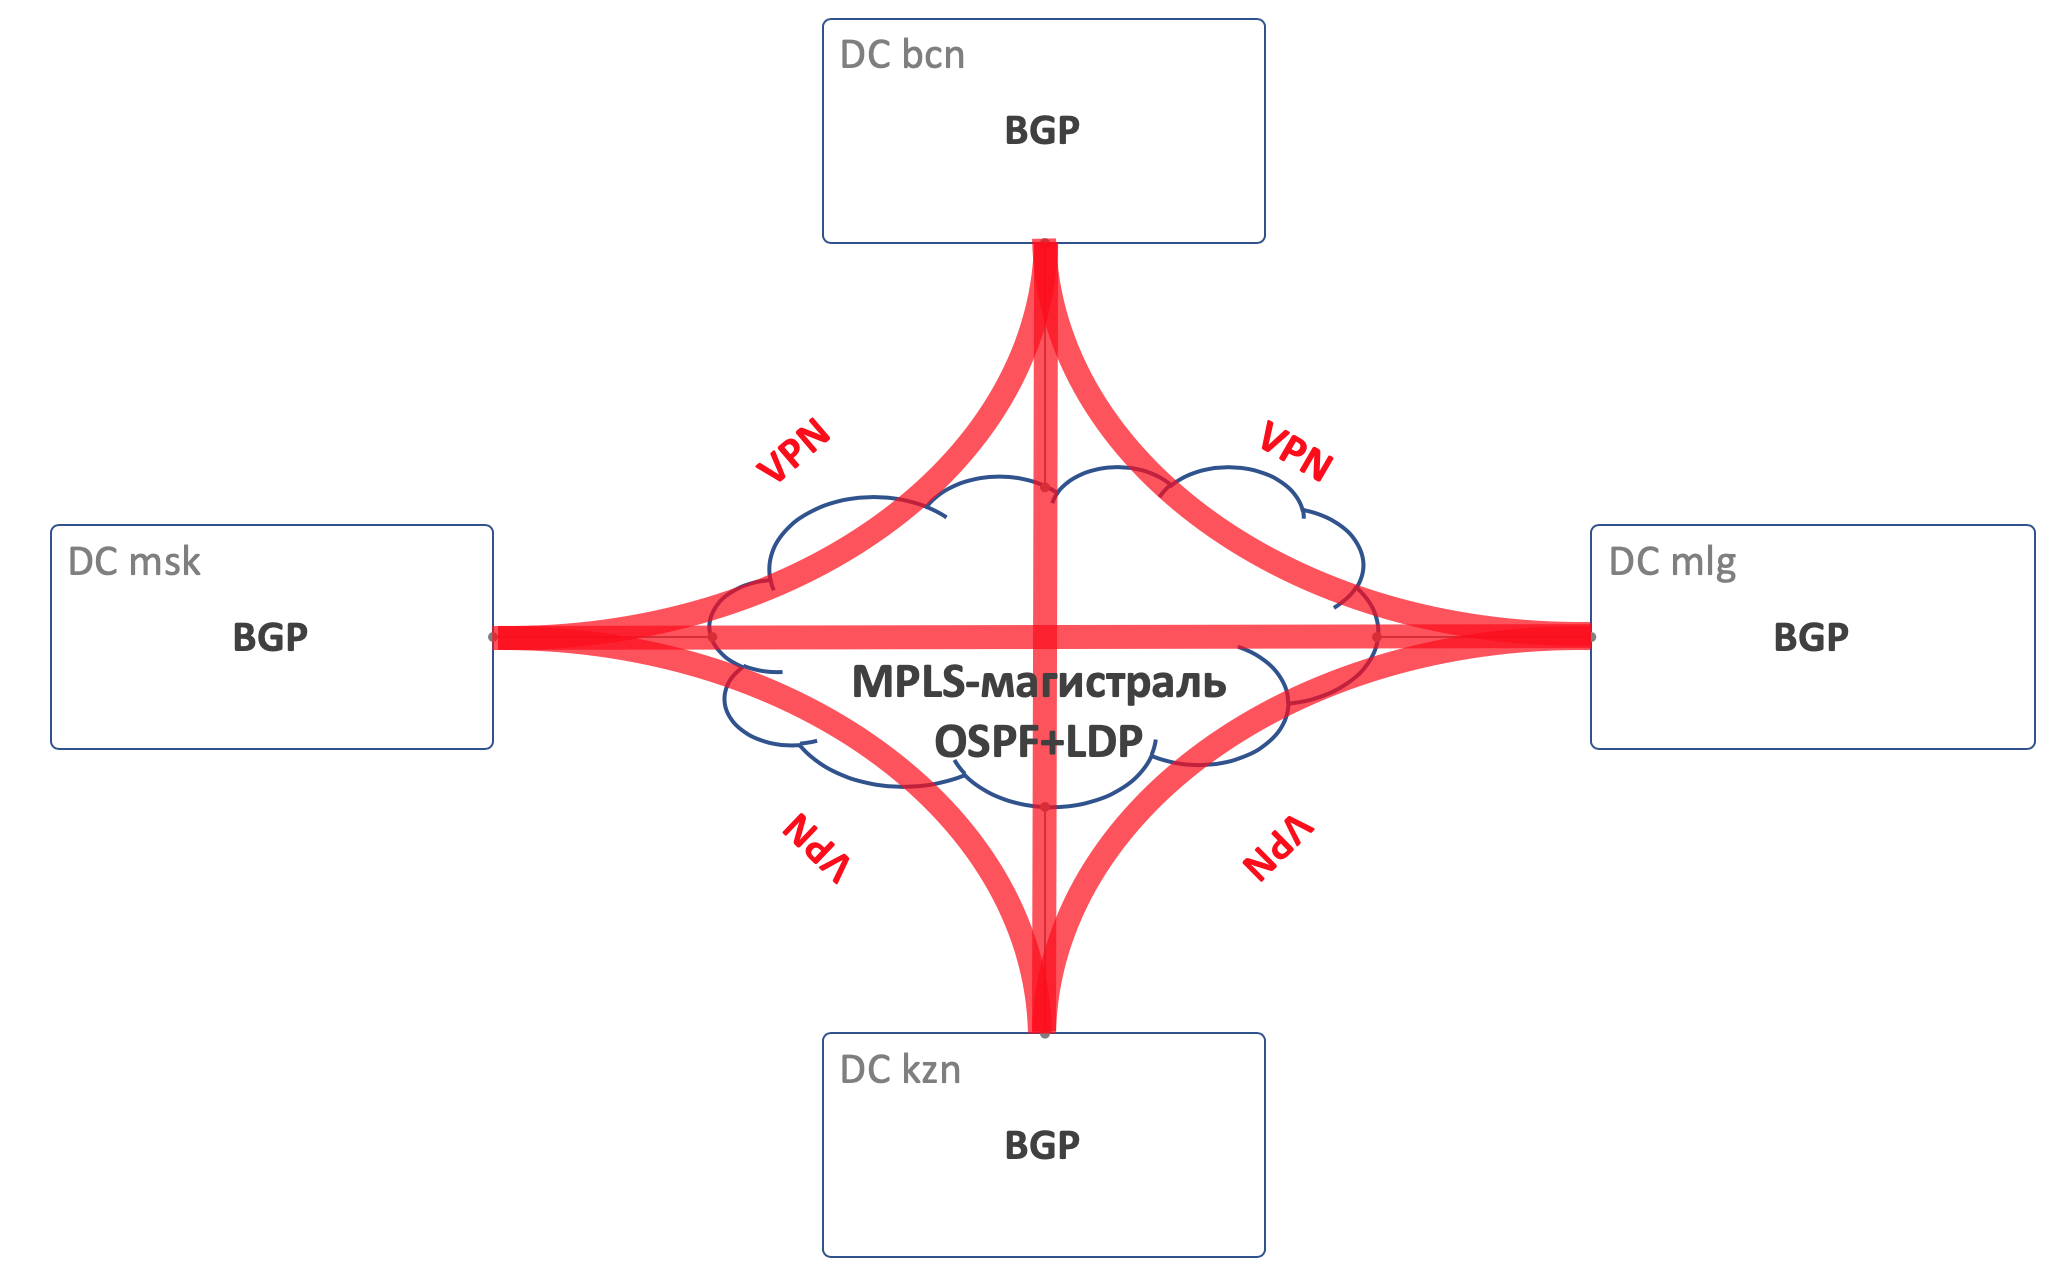 DC bcn
BGP
VPN
VPN
DC msk
BGP
DC mlg
BGP
MPLS-магистраль
OSPF+LDP
VPN
VPN
DC kzn
BGP